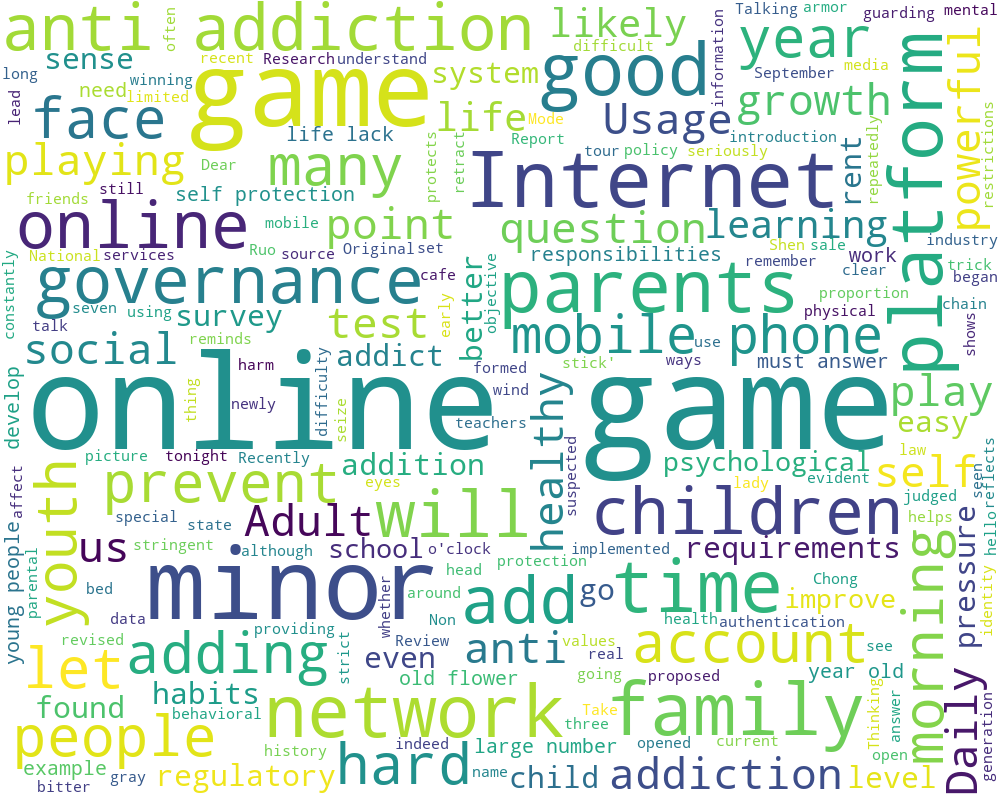 anti addiction
often
likely
Talking
armor
guarding
mental
year
sense
recent
Research
understand
difficult
good
information
platform
powerful
restrictions
game
need
winning
system
September
media
long
lead
limited
face
life lack
life
Mode
Usage
growth
playing
Dear
many
protects
retract
Report
introduction
tour
policy
seriously
rent
repeatedly
friends
still
self protection
Internet
online
mobile
point
question
learning
National
services
Ruo
source
Original
set
cafe
objective
responsibilities
Shen
sale
work
industry
remember
clear
trick
began
governance
better
parents
proportion
chain
constantly
seven
using
survey
test
early
physical
shows
talk
reminds
mobile phone
social
harm
addict
formed
stick'
use
ways
must answer
wind
online game
play
develop
thing
newly
difficulty
seize
teachers
healthy
easy
picture
tonight
Recently
addition
suspected
psychological
law
seen
eyes
evident
self
lady
affect
youth
prevent
will
children
judged
helloreflects
special
state
Adult
helps
young people
parental
us
stringent
although
school
o'clock
implemented
requirements
morning
pressure
identity
bed
minor
head
protection
add
go
time
Chong
improve
data
around
whether
Non
health
authentication
revised
providing
Review
anti
values
account
see
let
adding
strict
even
real
old flower
going
proposed
year old
found
habits
network
Take
family
Thinking
answer
Daily
generation
behavioral
three
people
history
indeed
large number
opened
current
open
example
gray
regulatory
hard
name
child
addiction
level
bitter